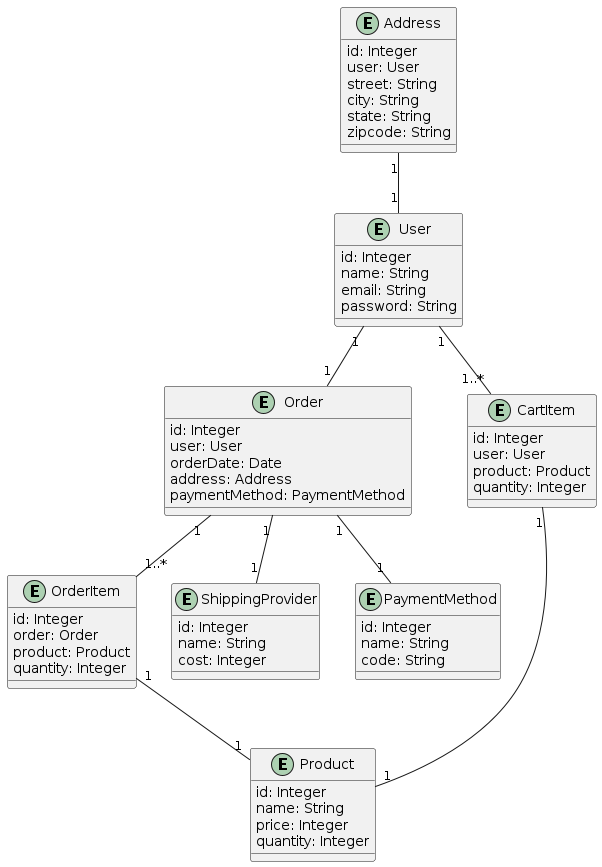 E Address
id: Integer
user: User
street: String
city: String
state: String
zipcode: String
1
1
E User
id: Integer
name: String
email: String
password: String
1
1
1
1..*
E Order
id: Integer
user: User
orderDate: Date
address: Address
paymentMethod: PaymentMethod
E CartItem
id: Integer
user: User
product: Product
quantity: Integer
1
1
1
1
1..*
1
1
E OrderItem
id: Integer
order: Order
product: Product
quantity: Integer
E ShippingProvider
id: Integer
name: String
cost: Integer
E PaymentMethod
id: Integer
name: String
code: String
1
1
1
E Product
id: Integer
name: String
price: Integer
quantity: Integer